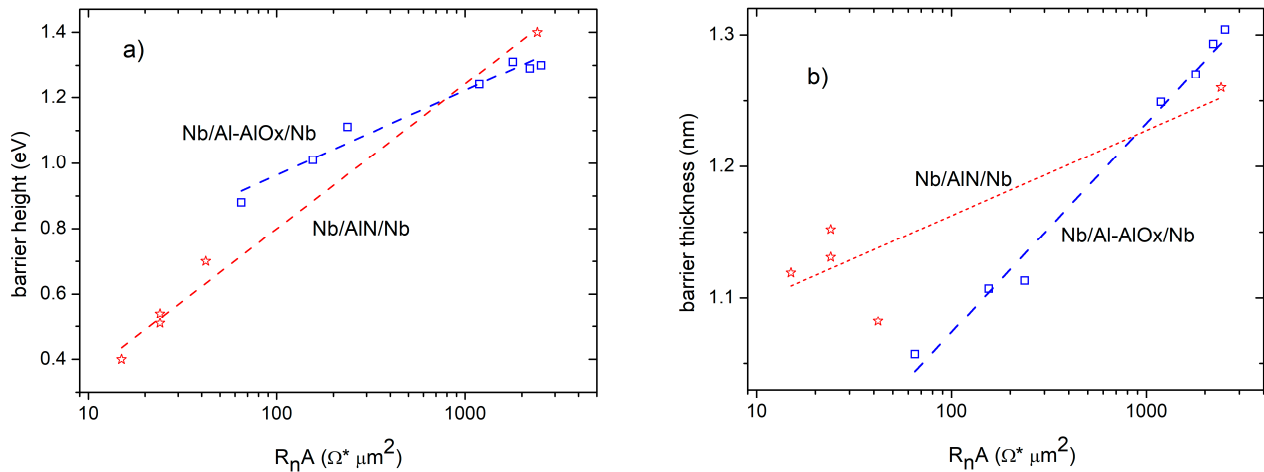 a)
1.4
1.2
1.0
0.8
0.6
0.4
barrier height (eV)
Nb/Al-AlOx/Nb
Nb/AlN/Nb
10
100
1000
RnA (Ω* μm²)
b)
1.3
1.2
1.1
barrier thickness (nm)
Nb/AlN/Nb
Nb/Al-AlOx/Nb
10
100
1000
RnA (Ω* μm²)